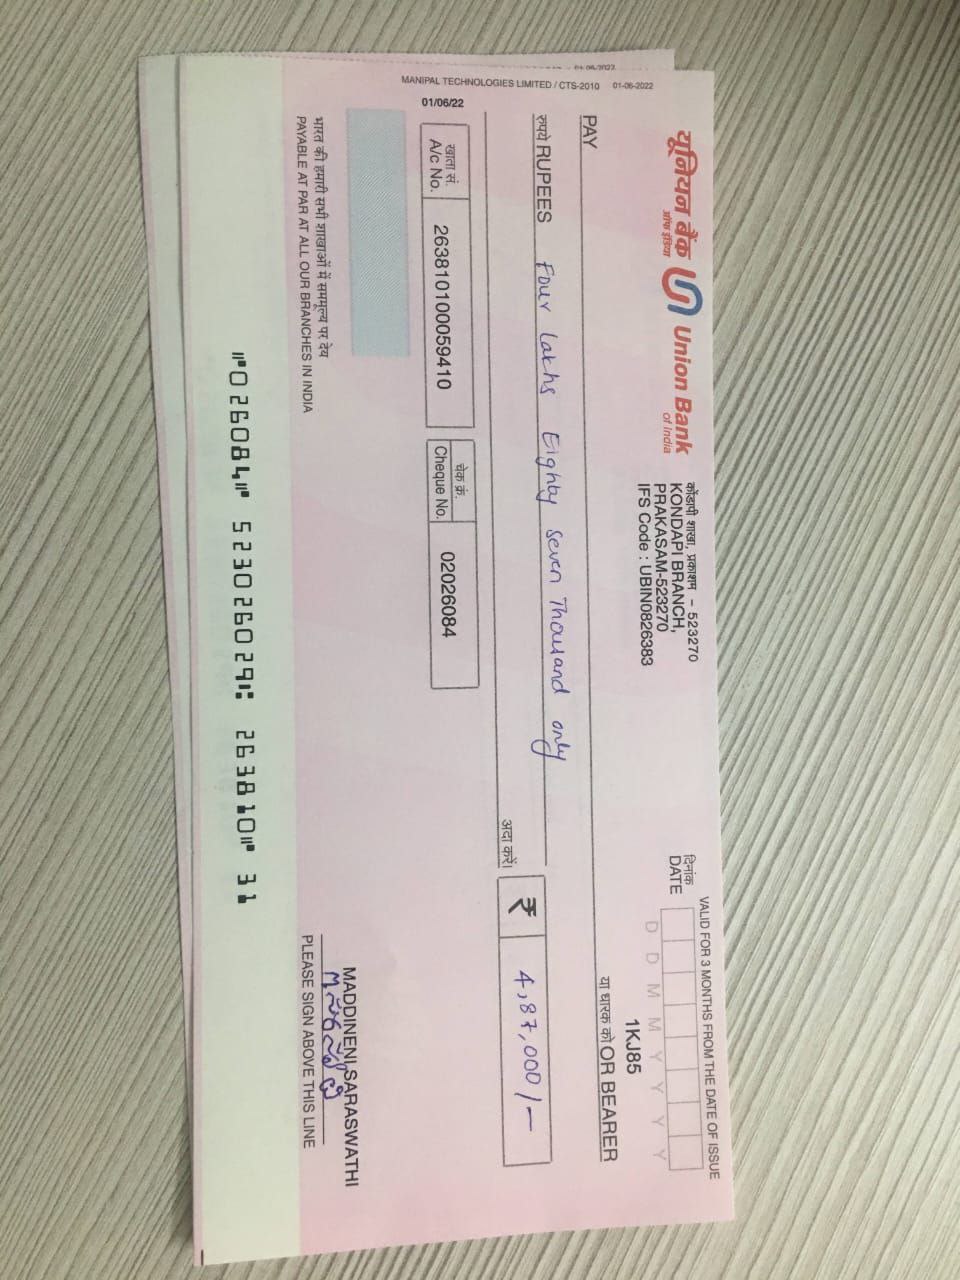 01-06-2022
MANIPAL TECHNOLOGIES LIMITED / CTS-2010 01-06-2022
यूनियन बैंक Union Bank
ऑफ इंडिया of India
कोंडापी शाखा, प्रकाशम - 523270
KONDAPI BRANCH,
PRAKASAM-523270
IFS Code : UBIN0826383
VALID FOR 3 MONTHS FROM THE DATE OF ISSUE
दिनांक
DATE
D D M M Y Y Y Y
1KJ85
PAY
या धारक को OR BEARER
रुपये RUPEES Four Lakhs Eighty Seven Thousand only
अदा करें।
₹ 4,87,000/-
01/06/22
खाता सं.
A/c No. 263810100059410
चेक क्रं.
Cheque No. 02026084
MADDINENI SARASWATHI
PLEASE SIGN ABOVE THIS LINE
भारत की हमारी सभी शाखाओं में सममूल्य पर देय
PAYABLE AT PAR AT ALL OUR BRANCHES IN INDIA
⑈026084⑈ 523026029⑆ 263810⑈ 31